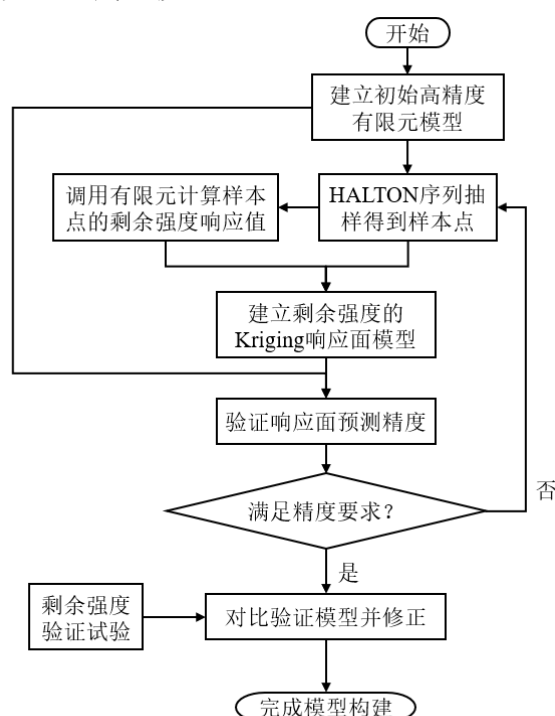 开始
建立初始高精度
有限元模型
调用有限元计算样本
点的剩余强度响应值
HALTON序列抽
样得到样本点
建立剩余强度的
Kriging响应面模型
验证响应面预测精度
满足精度要求？
否
是
剩余强度
验证试验
对比验证模型并修正
完成模型构建